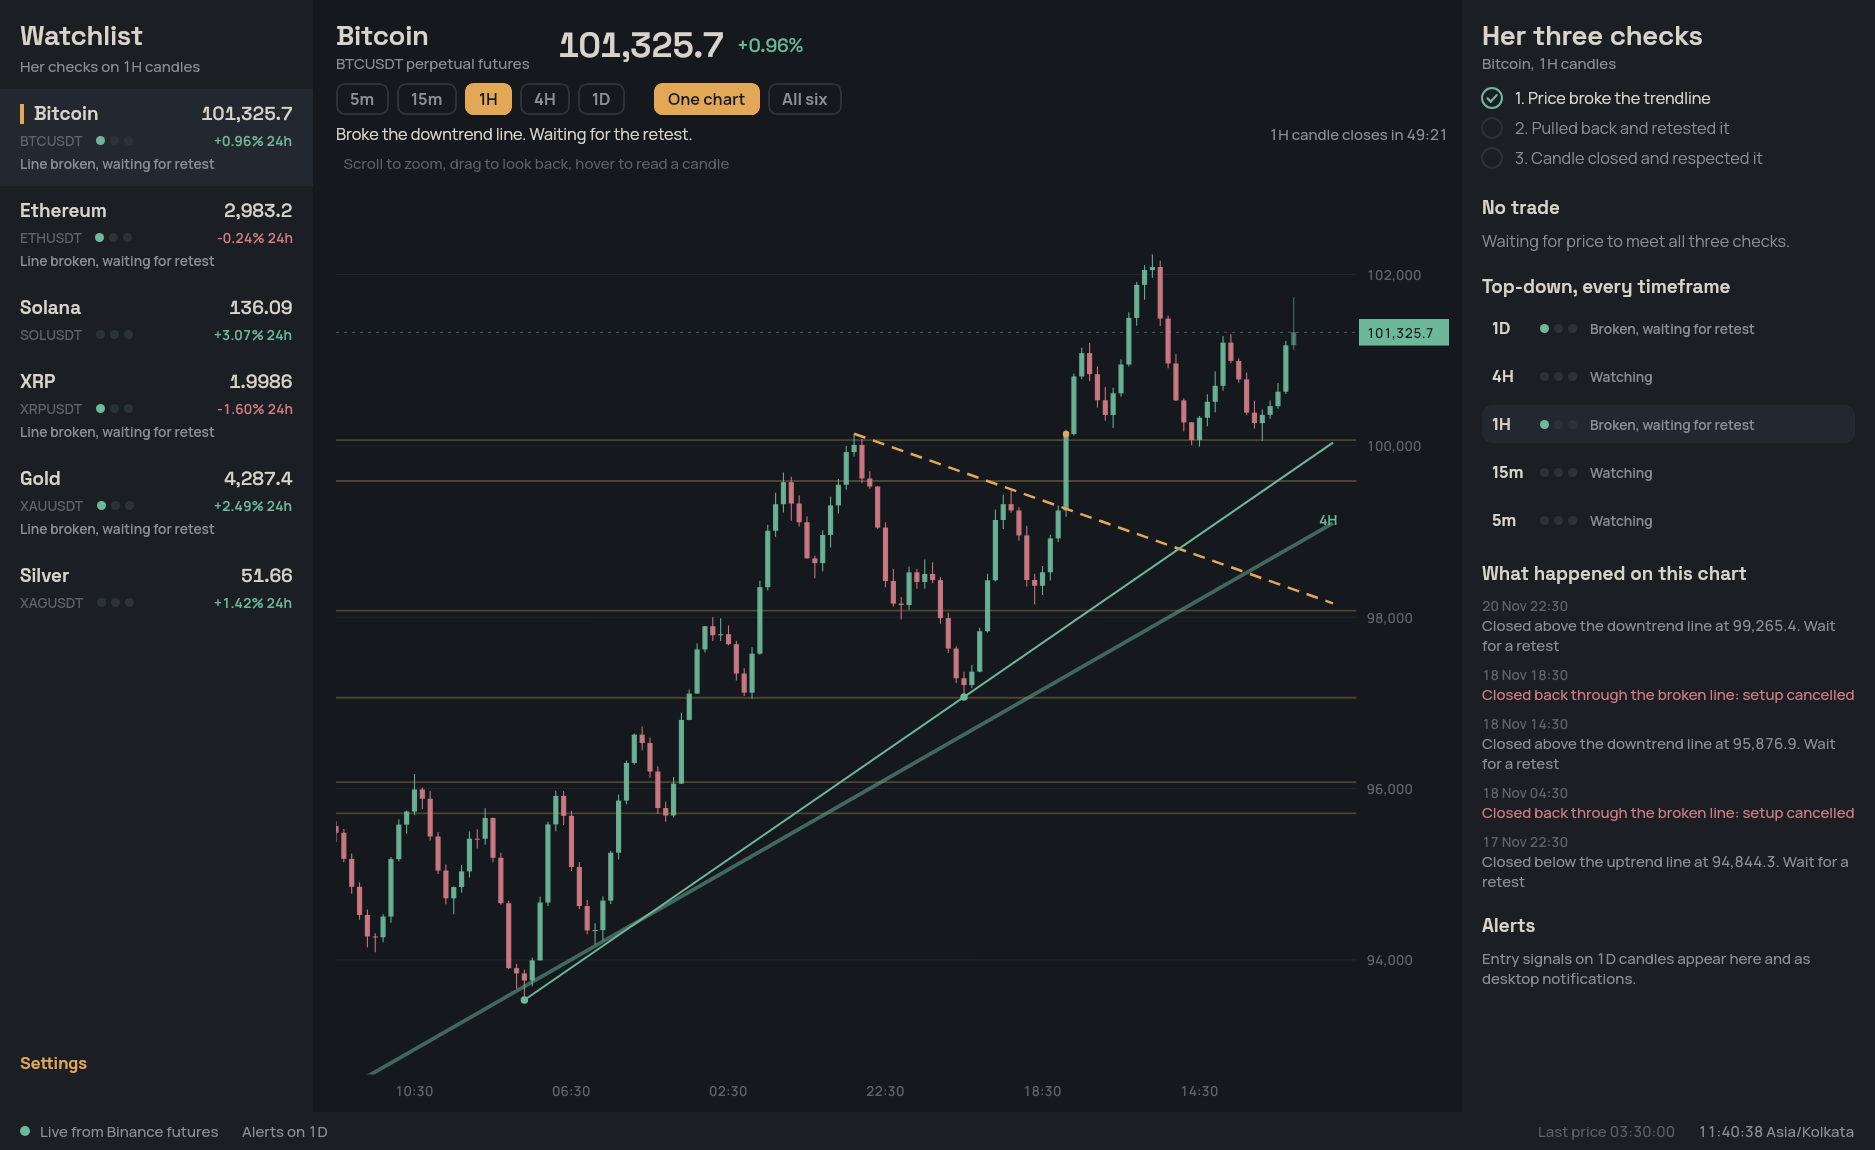 Watchlist
Her checks on 1H candles
Bitcoin 101,325.7
BTCUSDT +0.96% 24h
Line broken, waiting for retest
Ethereum 2,983.2
ETHUSDT -0.24% 24h
Line broken, waiting for retest
Solana 136.09
SOLUSDT +3.07% 24h
XRP 1.9986
XRPUSDT -1.60% 24h
Line broken, waiting for retest
Gold 4,287.4
XAUUSDT +2.49% 24h
Line broken, waiting for retest
Silver 51.66
XAGUSDT +1.42% 24h
Settings
Bitcoin 101,325.7 +0.96%
BTCUSDT perpetual futures
5m 15m 1H 4H 1D One chart All six
Broke the downtrend line. Waiting for the retest. 1H candle closes in 49:21
Scroll to zoom, drag to look back, hover to read a candle
102,000
101,325.7
100,000
4H
98,000
96,000
94,000
10:30 06:30 02:30 22:30 18:30 14:30
Her three checks
Bitcoin, 1H candles
1. Price broke the trendline
2. Pulled back and retested it
3. Candle closed and respected it
No trade
Waiting for price to meet all three checks.
Top-down, every timeframe
1D Broken, waiting for retest
4H Watching
1H Broken, waiting for retest
15m Watching
5m Watching
What happened on this chart
20 Nov 22:30
Closed above the downtrend line at 99,265.4. Wait
for a retest
18 Nov 18:30
Closed back through the broken line: setup cancelled
18 Nov 14:30
Closed above the downtrend line at 95,876.9. Wait
for a retest
18 Nov 04:30
Closed back through the broken line: setup cancelled
17 Nov 22:30
Closed below the uptrend line at 94,844.3. Wait for a
retest
Alerts
Entry signals on 1D candles appear here and as
desktop notifications.
Live from Binance futures Alerts on 1D Last price 03:30:00 11:40:38 Asia/Kolkata